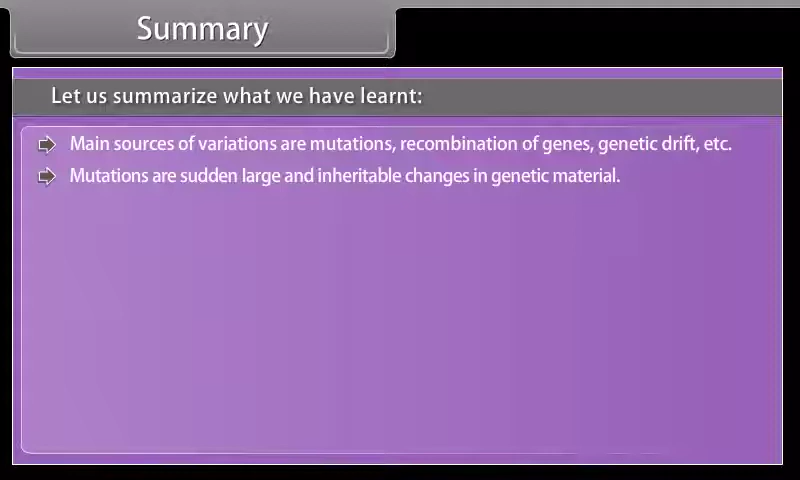 Summary
Let us summarize what we have learnt:
Main sources of variations are mutations, recombination of genes, genetic drift, etc.
Mutations are sudden large and inheritable changes in genetic material.